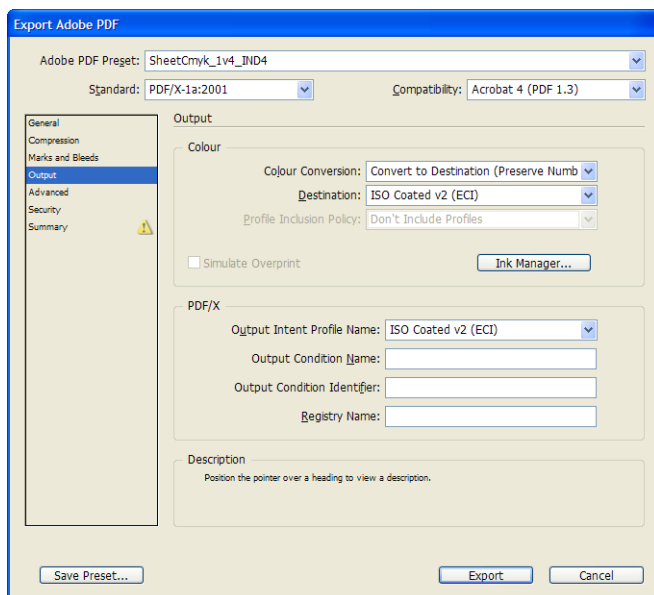 Export Adobe PDF
Adobe PDF Preset: SheetCmyk_1v4_IND4
Standard: PDF/X-1a:2001 Compatibility: Acrobat 4 (PDF 1.3)
General
Compression
Marks and Bleeds
Output
Advanced
Security
Summary
Output
Colour
Colour Conversion: Convert to Destination (Preserve Numb
Destination: ISO Coated v2 (ECI)
Profile Inclusion Policy: Don't Include Profiles
Simulate Overprint Ink Manager...
PDF/X
Output Intent Profile Name: ISO Coated v2 (ECI)
Output Condition Name:
Output Condition Identifier:
Registry Name:
Description
Position the pointer over a heading to view a description.
Save Preset... Export Cancel